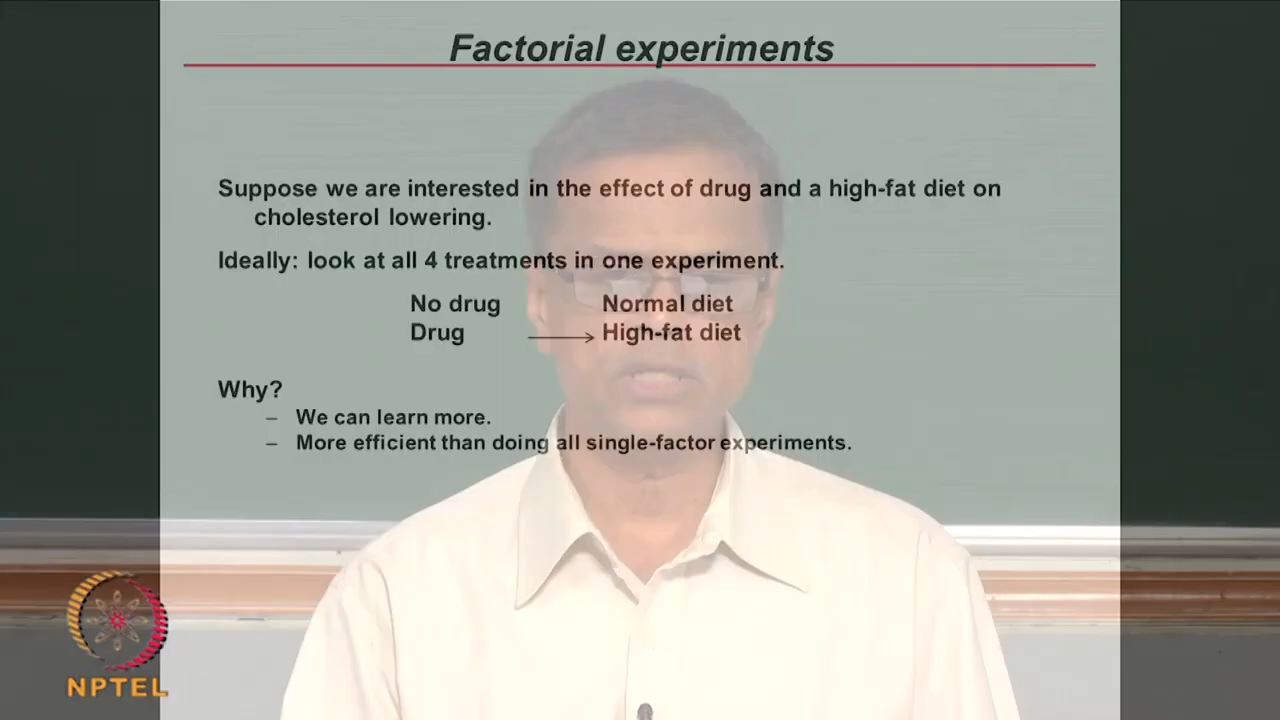 Factorial experiments
Suppose we are interested in the effect of drug and a high-fat diet on
cholesterol lowering.
Ideally: look at all 4 treatments in one experiment.
No drug Normal diet
Drug → High-fat diet
Why?
– We can learn more.
– More efficient than doing all single-factor experiments.
NPTEL